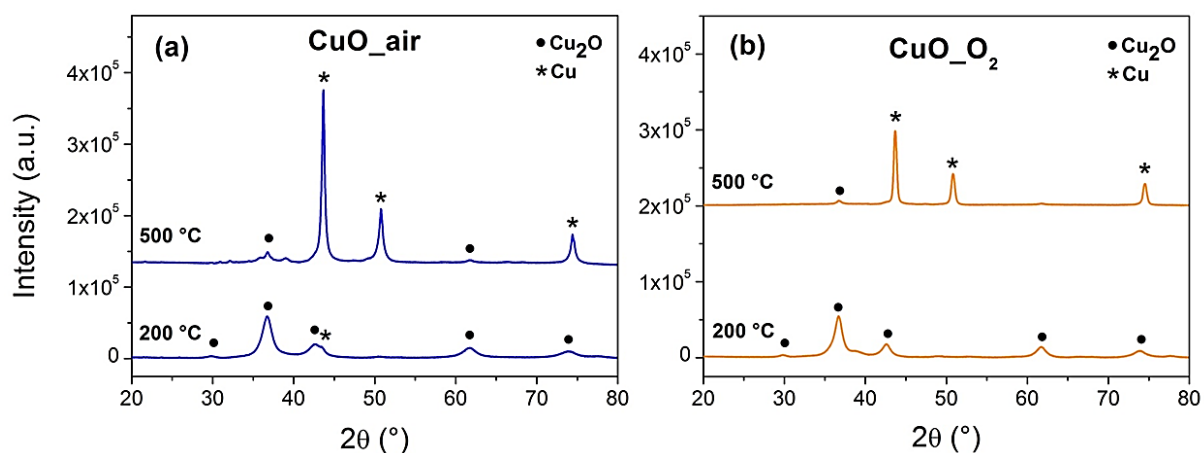 (a) CuO_air
• Cu₂O
* Cu
4x10⁵
3x10⁵
2x10⁵
1x10⁵
0
Intensity (a.u.)
500 °C
200 °C
20 30 40 50 60 70 80
2θ (°)
(b) CuO_O₂
• Cu₂O
* Cu
4x10⁵
3x10⁵
2x10⁵
1x10⁵
0
500 °C
200 °C
20 30 40 50 60 70 80
2θ (°)